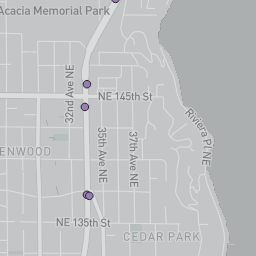 Acacia Memorial Park
NE 145th St
32nd Ave NE
35th Ave NE
37th Ave NE
Riviera Pl NE
ENWOOD
NE 135th St
CEDAR PARK